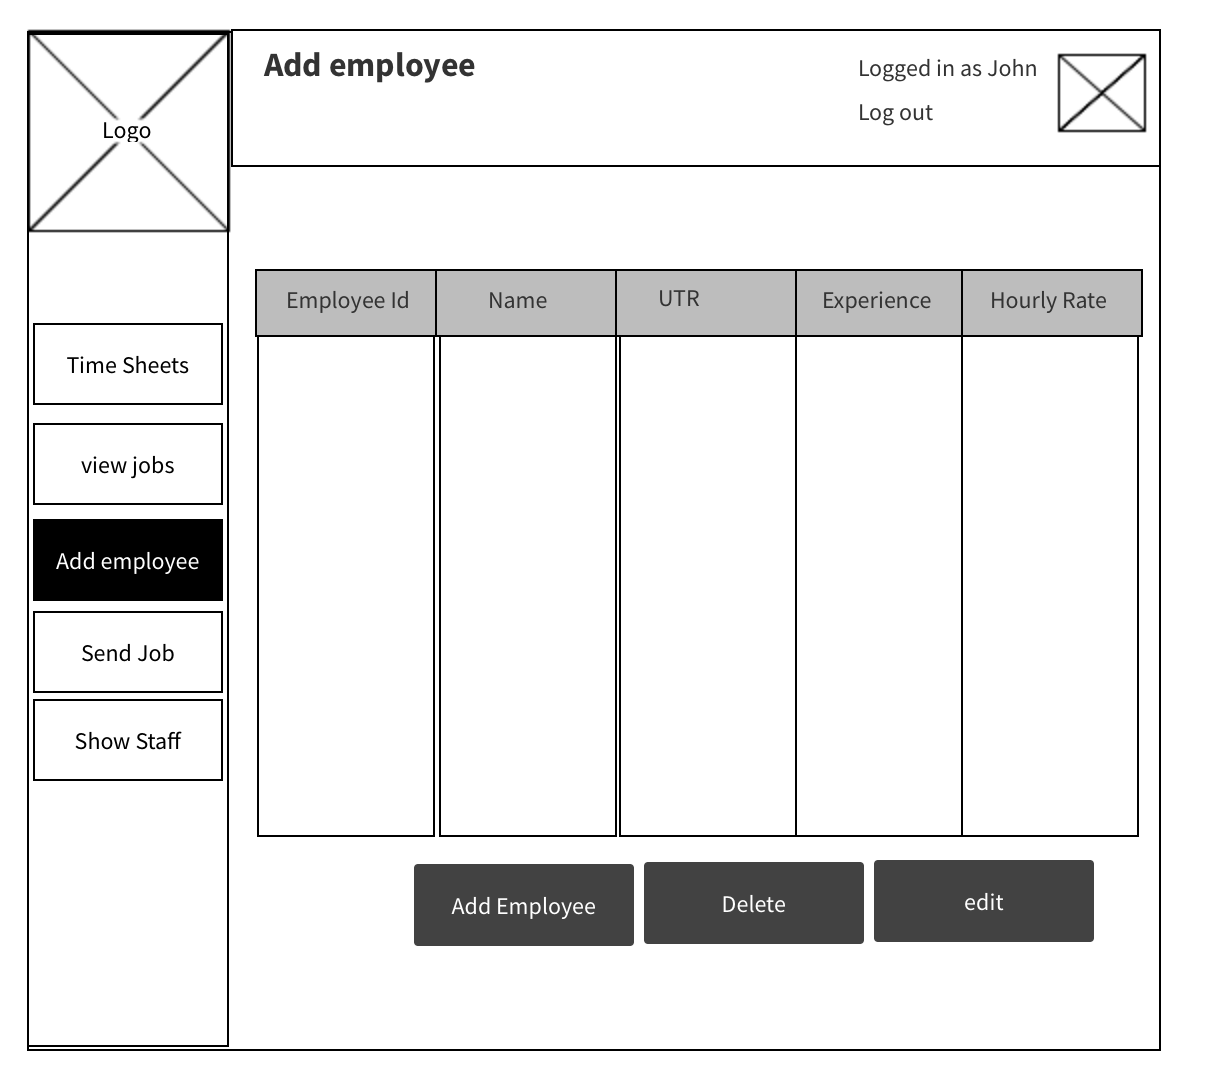 Logo
Add employee
Logged in as John
Log out
Employee Id
Name
UTR
Experience
Hourly Rate
Time Sheets
view jobs
Add employee
Send Job
Show Staff
Add Employee
Delete
edit